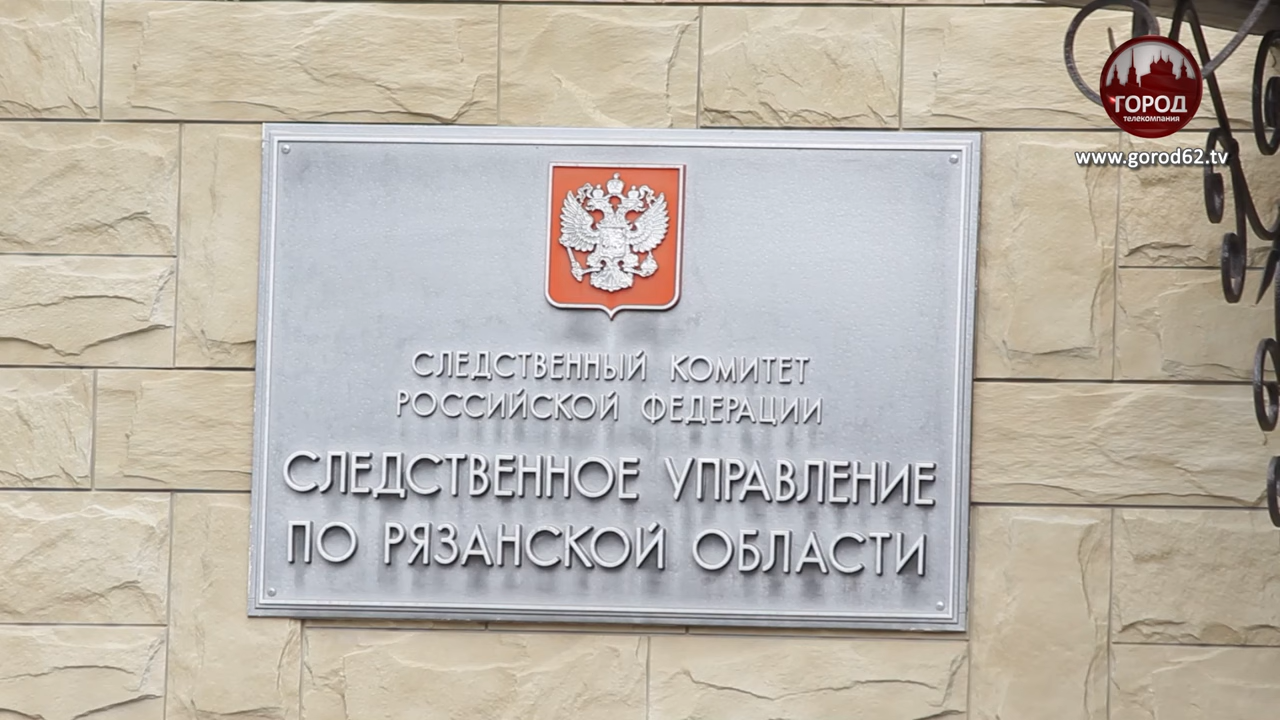 ГОРОД
телекомпания
www.gorod62.tv
СЛЕДСТВЕННЫЙ КОМИТЕТ
РОССИЙСКОЙ ФЕДЕРАЦИИ
СЛЕДСТВЕННОЕ УПРАВЛЕНИЕ
ПО РЯЗАНСКОЙ ОБЛАСТИ